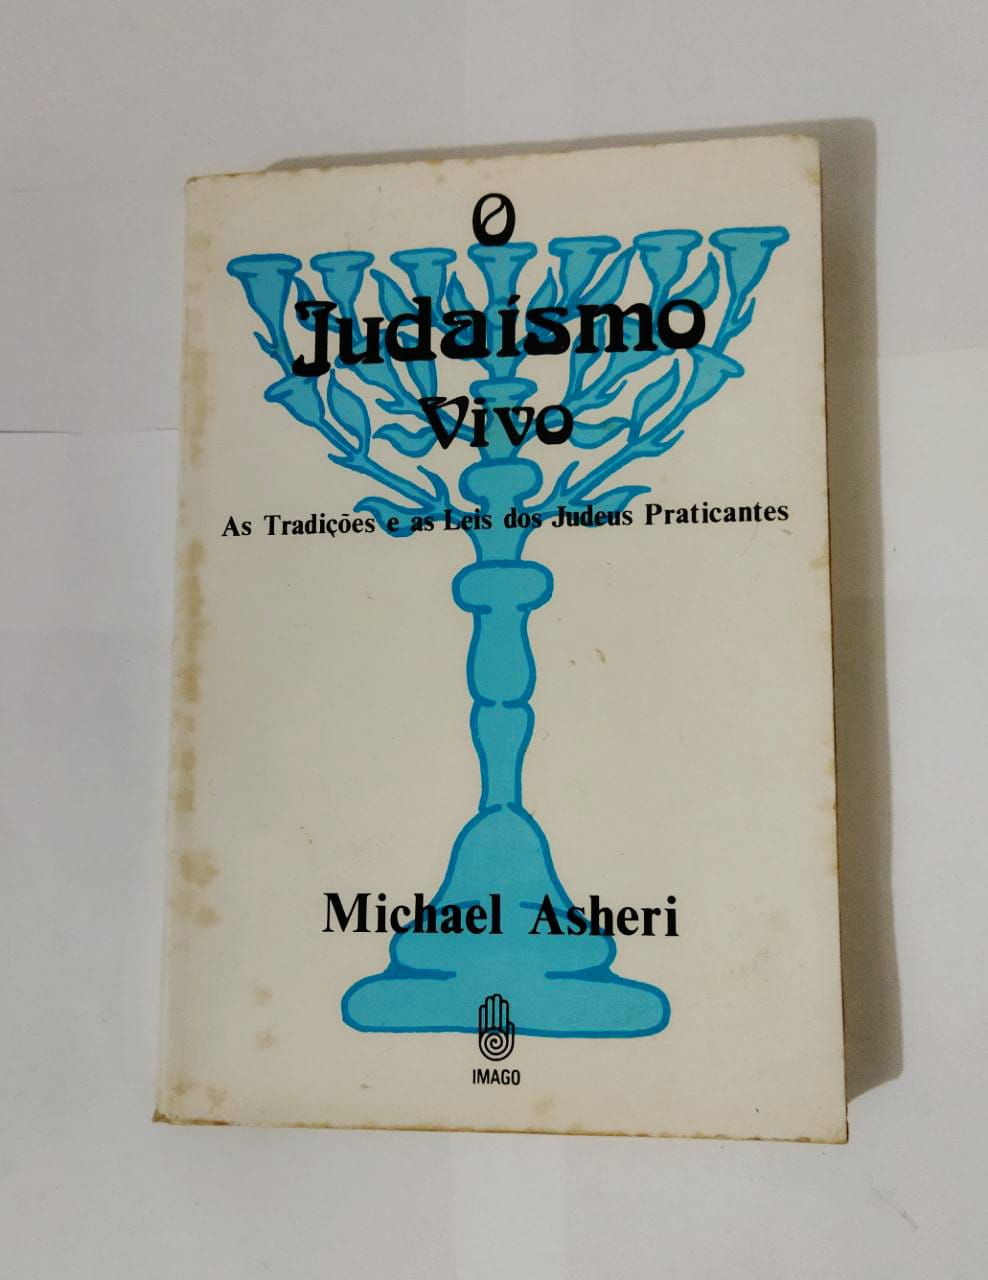 O
Judaísmo
Vivo
As Tradições e as Leis dos Judeus Praticantes
Michael Asheri
IMAGO